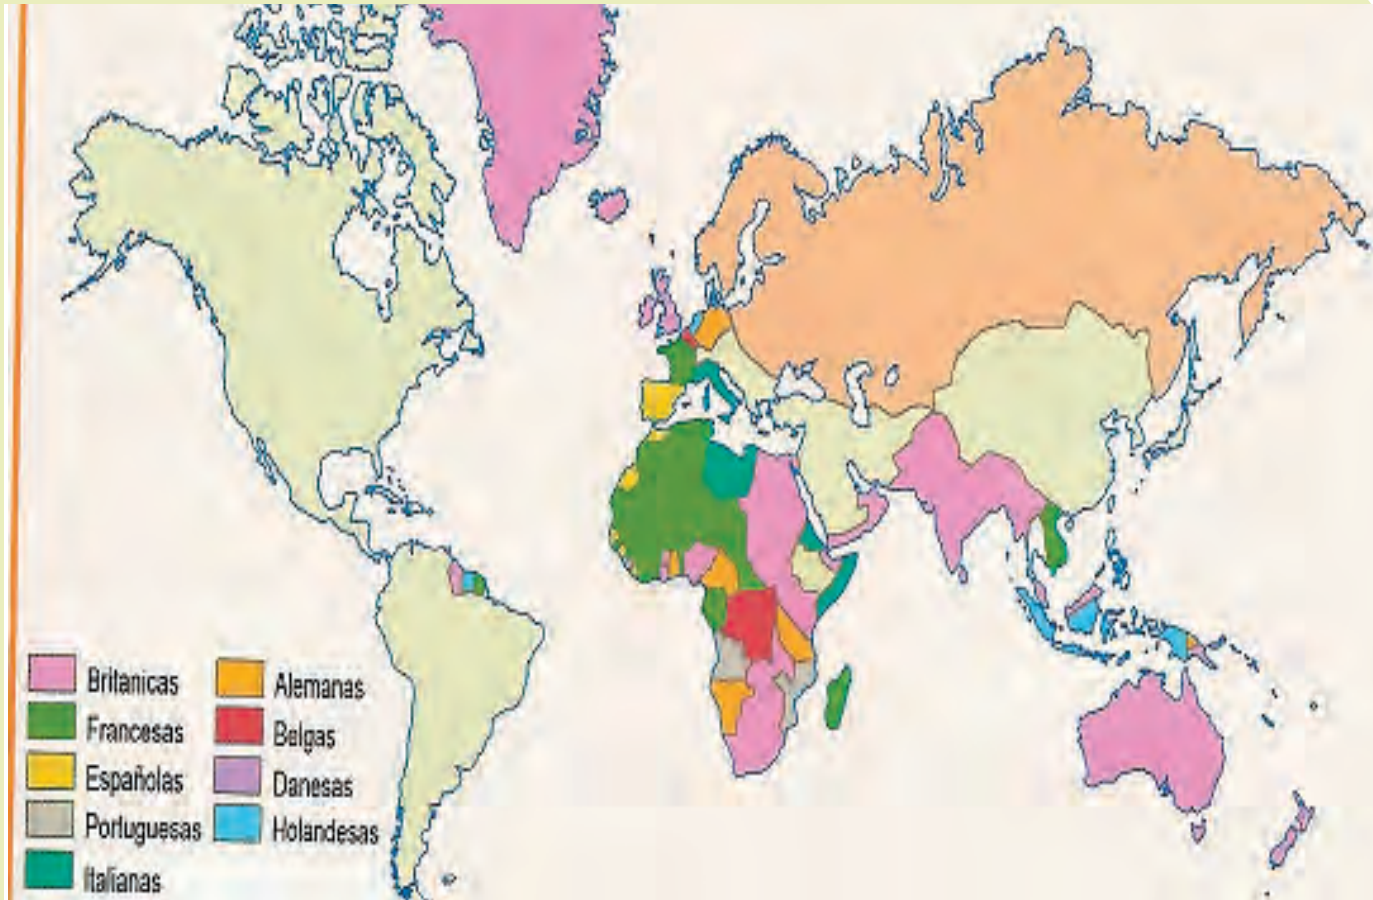 Britanicas
Francesas
Españolas
Portuguesas
Italianas
Alemanas
Belgas
Danesas
Holandesas